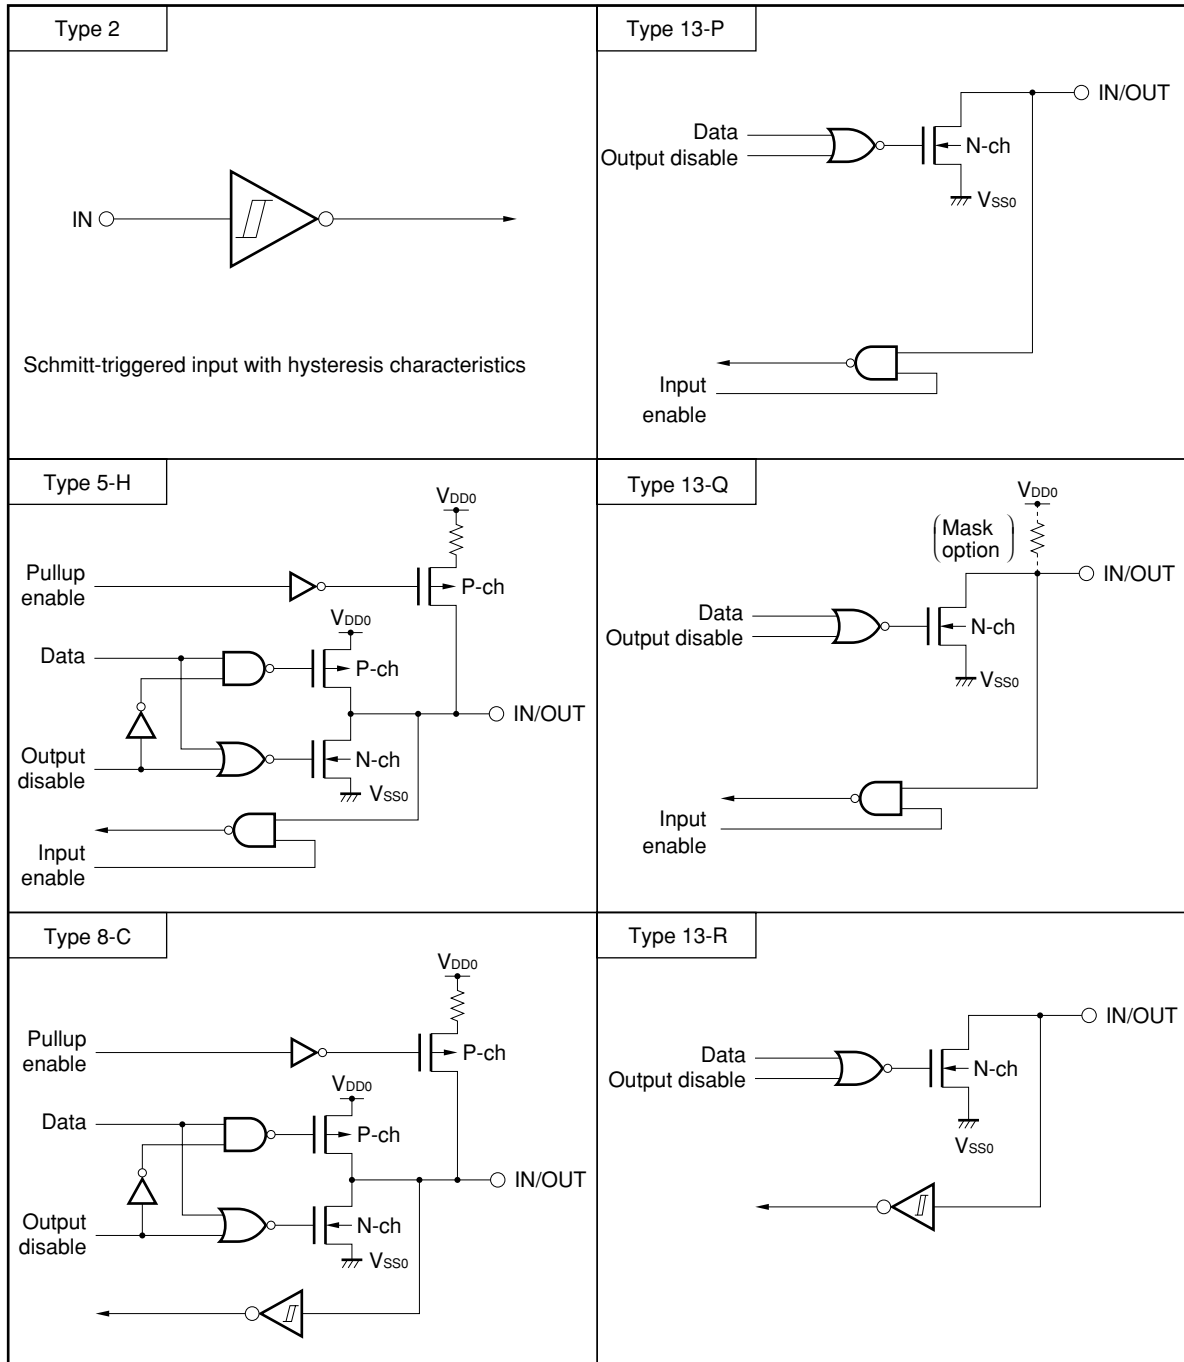 Type 2
IN
Schmitt-triggered input with hysteresis characteristics
Type 13-P
IN/OUT
Data
Output disable
N-ch
VSS0
Input
enable
Type 5-H
VDD0
Pullup
enable
P-ch
VDD0
Data
P-ch
IN/OUT
Output
disable
N-ch
VSS0
Input
enable
Type 13-Q
VDD0
(Mask
option)
IN/OUT
Data
Output disable
N-ch
VSS0
Input
enable
Type 8-C
VDD0
Pullup
enable
P-ch
VDD0
Data
P-ch
IN/OUT
Output
disable
N-ch
VSS0
Type 13-R
IN/OUT
Data
Output disable
N-ch
VSS0